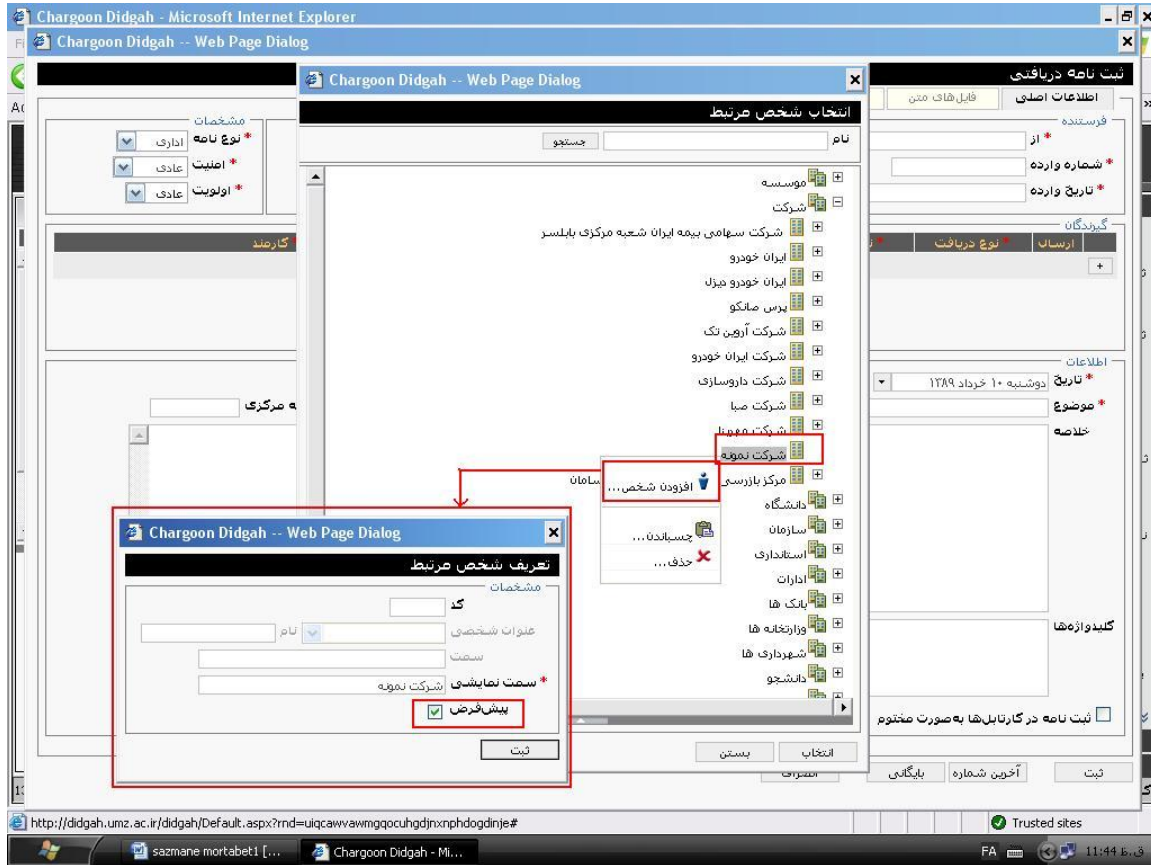 Chargoon Didgah - Microsoft Internet Explorer
Chargoon Didgah -- Web Page Dialog
ثبت نامه دریافتی
اطلاعات اصلی
فایل‌های متن
فرستنده
* از
* شماره وارده
* تاریخ وارده
مشخصات
* نوع نامه اداری
* امنیت عادی
* اولویت عادی
گیرندگان
ارسال * نوع دریافت
کارمند
+
اطلاعات
* تاریخ دوشنبه ۱۰ خرداد ۱۳۸۹
* موضوع
ه مرکزی
خلاصه
کلیدواژه‌ها
ثبت نامه در کارتابل‌ها به‌صورت مختوم
ثبت
آخرین شماره
بایگانی
Chargoon Didgah -- Web Page Dialog
انتخاب شخص مرتبط
نام
جستجو
موسسه
شرکت
شرکت سهامی بیمه ایران شعبه مرکزی بابلسر
ایران خودرو
ایران خودرو دیزل
پرس مانکو
شرکت آروین تک
شرکت ایران خودرو
شرکت داروسازی
شرکت صبا
شرکت نمونه
مرکز بازرسی
سامان
دانشگاه
سازمان
استانداری
ادارات
بانک ها
وزارتخانه ها
شهرداری ها
دانشجو
افزودن شخص...
چسباندن...
حذف...
انتخاب
بستن
Chargoon Didgah -- Web Page Dialog
تعریف شخص مرتبط
مشخصات
کد
عنوان شخصی
نام
سمت
* سمت نمایشی شرکت نمونه
پیش‌فرض
ثبت
http://didgah.umz.ac.ir/didgah/Default.aspx?rnd=uiqcawvawmgqocuhgdjnxnphdogdinje#
Trusted sites
sazmane mortabet1 [...
Chargoon Didgah - Mi...
FA
11:44 ق.ظ